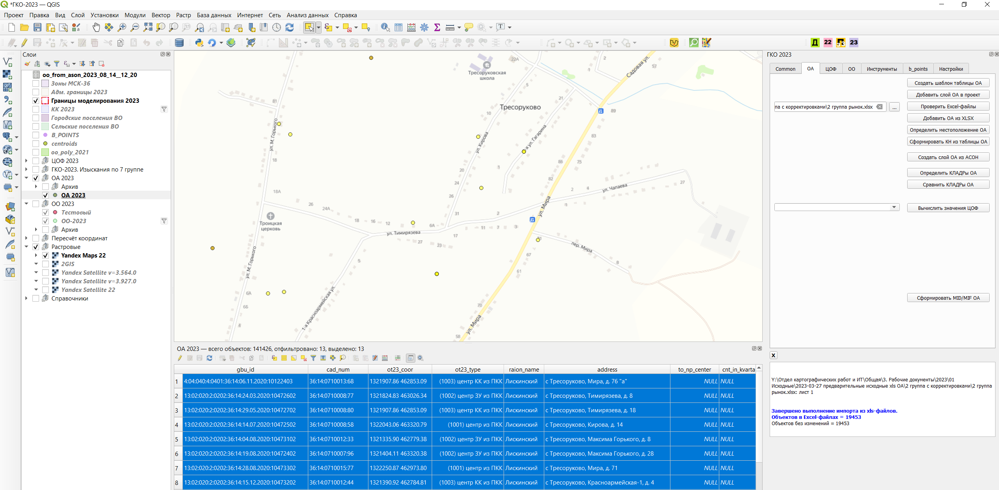 *ГКО-2023 — QGIS
Проект Правка Вид Слой Установки Модули Вектор Растр База данных Интернет Сеть Анализ данных Справка
Д 22 23
Слои
oo_from_ason_2023_08_14__12_20
Зоны МСК-36
Адм. границы 2023
Границы моделирования 2023
КК 2023
Городские поселения ВО
Сельские поселения ВО
B_POINTS
centroids
oo_poly_2021
ЦОФ 2023
ГКО-2023. Изыскания по 7 группе
ОА 2023
Архив
ОА 2023
ОО 2023
Тестовый
ОО-2023
Архив
Пересчёт координат
Растровые
Yandex Maps 22
2GIS
Yandex Satellite v=3.564.0
Yandex Satellite v=3.927.0
Yandex Satellite 22
Справочники
22А
2
57
Садовая ул.
Тресоруковская
школа
1
5
21
81
Тресоруково
10
89
ул. М. Горького
ул. Кирова
1-я ул. Гагарина
83
18
86
75
20
1
82
24
27
18А
26
2
4
ул. Чапаева
26
24А
1
ул. Мира
31
2
Троицкая
церковь
18
16
12
6А
11
7
3
ул. Тимирязева
17
71
27
23
пер. Мира
ул. М. Горького
67
5
8
61
6А
6Б
1-я Красноармейская ул.
70
4
ул. Мира
58
ОА 2023 — всего объектов: 141426, отфильтровано: 13, выделено: 13
gbu_id cad_num ot23_coor ot23_type raion_name address to_np_center cnt_in_kvarta
1 4:04:040:4:0401:36:14:06.11.2020:10122403 36:14:0710013:68 1321907.86 462853.09 (1003) центр КК из ПКК Лискинский с Тресоруково, Мира, д. 76 "а" NULL NULL
2 13:02:020:2:0202:36:14:24.03.2020:10472602 36:14:0710008:77 1321824.83 463026.34 (1002) центр ЗУ из ПКК Лискинский с Тресоруково, Тимирязева, д. 8 NULL NULL
3 13:02:020:2:0202:36:14:29.05.2020:10472702 36:14:0710008:80 1321907.86 462853.09 (1003) центр КК из ПКК Лискинский с Тресоруково, Тимирязева, д. 18 NULL NULL
4 13:02:020:2:0202:36:14:14.07.2020:10472502 36:14:0710008:58 1322043.06 463320.79 (1001) центр из ПКК Лискинский с Тресоруково, Кирова, д. 14 NULL NULL
5 13:02:020:2:0202:36:14:04.08.2020:10473102 36:14:0710012:33 1321335.90 462779.38 (1002) центр ЗУ из ПКК Лискинский с Тресоруково, Максима Горького, д. 8 NULL NULL
6 13:02:020:2:0202:36:14:19.08.2020:10472402 36:14:0710007:96 1321404.11 463320.38 (1002) центр ЗУ из ПКК Лискинский с Тресоруково, Максима Горького, д. 28 NULL NULL
7 13:02:020:2:0202:36:14:28.08.2020:10473302 36:14:0710015:77 1322250.87 462973.80 (1001) центр из ПКК Лискинский с Тресоруково, Мира, д. 71 NULL NULL
8 13:02:020:2:0202:36:14:15.12.2020:10473202 36:14:0710012:44 1321390.92 462784.81 (1003) центр КК из ПКК Лискинский с Тресоруково, Красноармейская-1, д. 4 NULL NULL
ГКО 2023
Common ОА ЦОФ ОО Инструменты b_points Настройки
Создать шаблон таблицы ОА
Добавить слой ОА в проект
па с корректировками\2 группа рынок.xlsx ... Проверить Excel-файлы
Добавить ОА из XLSX
Определить местоположение ОА
Сформировать КН из таблицы ОА
Создать слой ОА из АСОН
Определить КЛАДРы ОА
Сравнить КЛАДРы ОА
Вычислить значения ЦОФ
Сформировать MID/MIF ОА
X
Y:\Отдел картографических работ и ИТ\Общая\3. Рабочие документы\2023\01
Исходные\2023-03-27 предварительные исходные xls ОА\2 группа с корректировками\2 группа
рынок.xlsx: лист 1
Завершено выполнение импорта из xls-файлов.
Объектов в Excel-файлах = 19453
Объектов без изменений = 19453